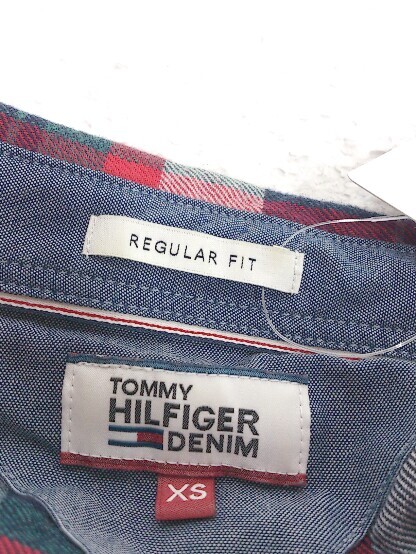 REGULAR FIT
TOMMY
HILFIGER
DENIM
XS